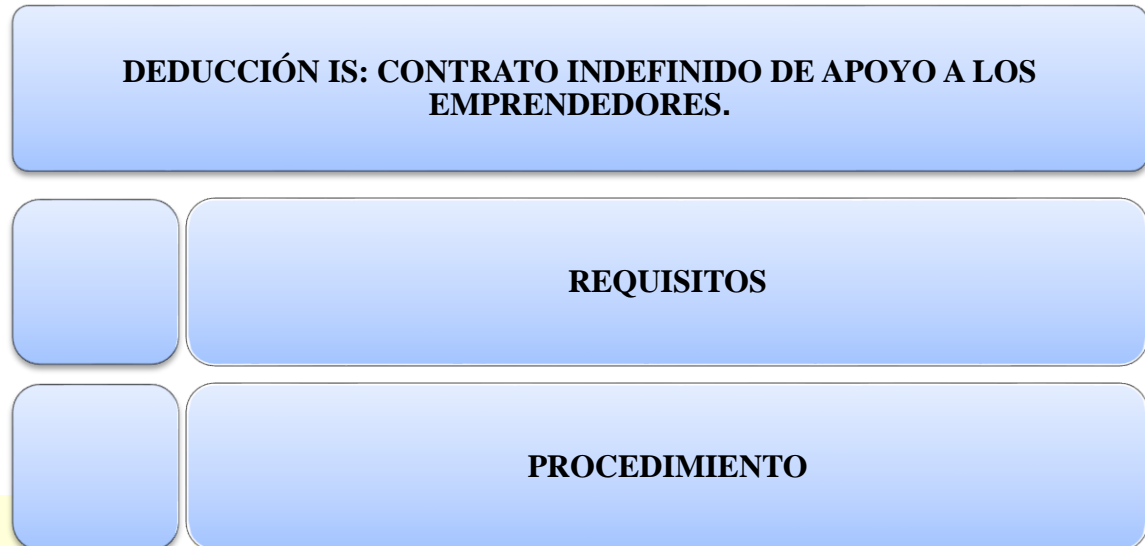 DEDUCCIÓN IS: CONTRATO INDEFINIDO DE APOYO A LOS
EMPRENDEDORES.
REQUISITOS
PROCEDIMIENTO